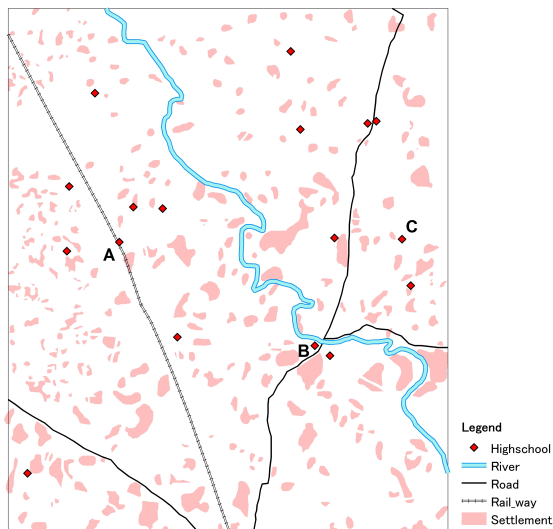 C
A
B
Legend
Highschool
River
Road
Rail_way
Settlement